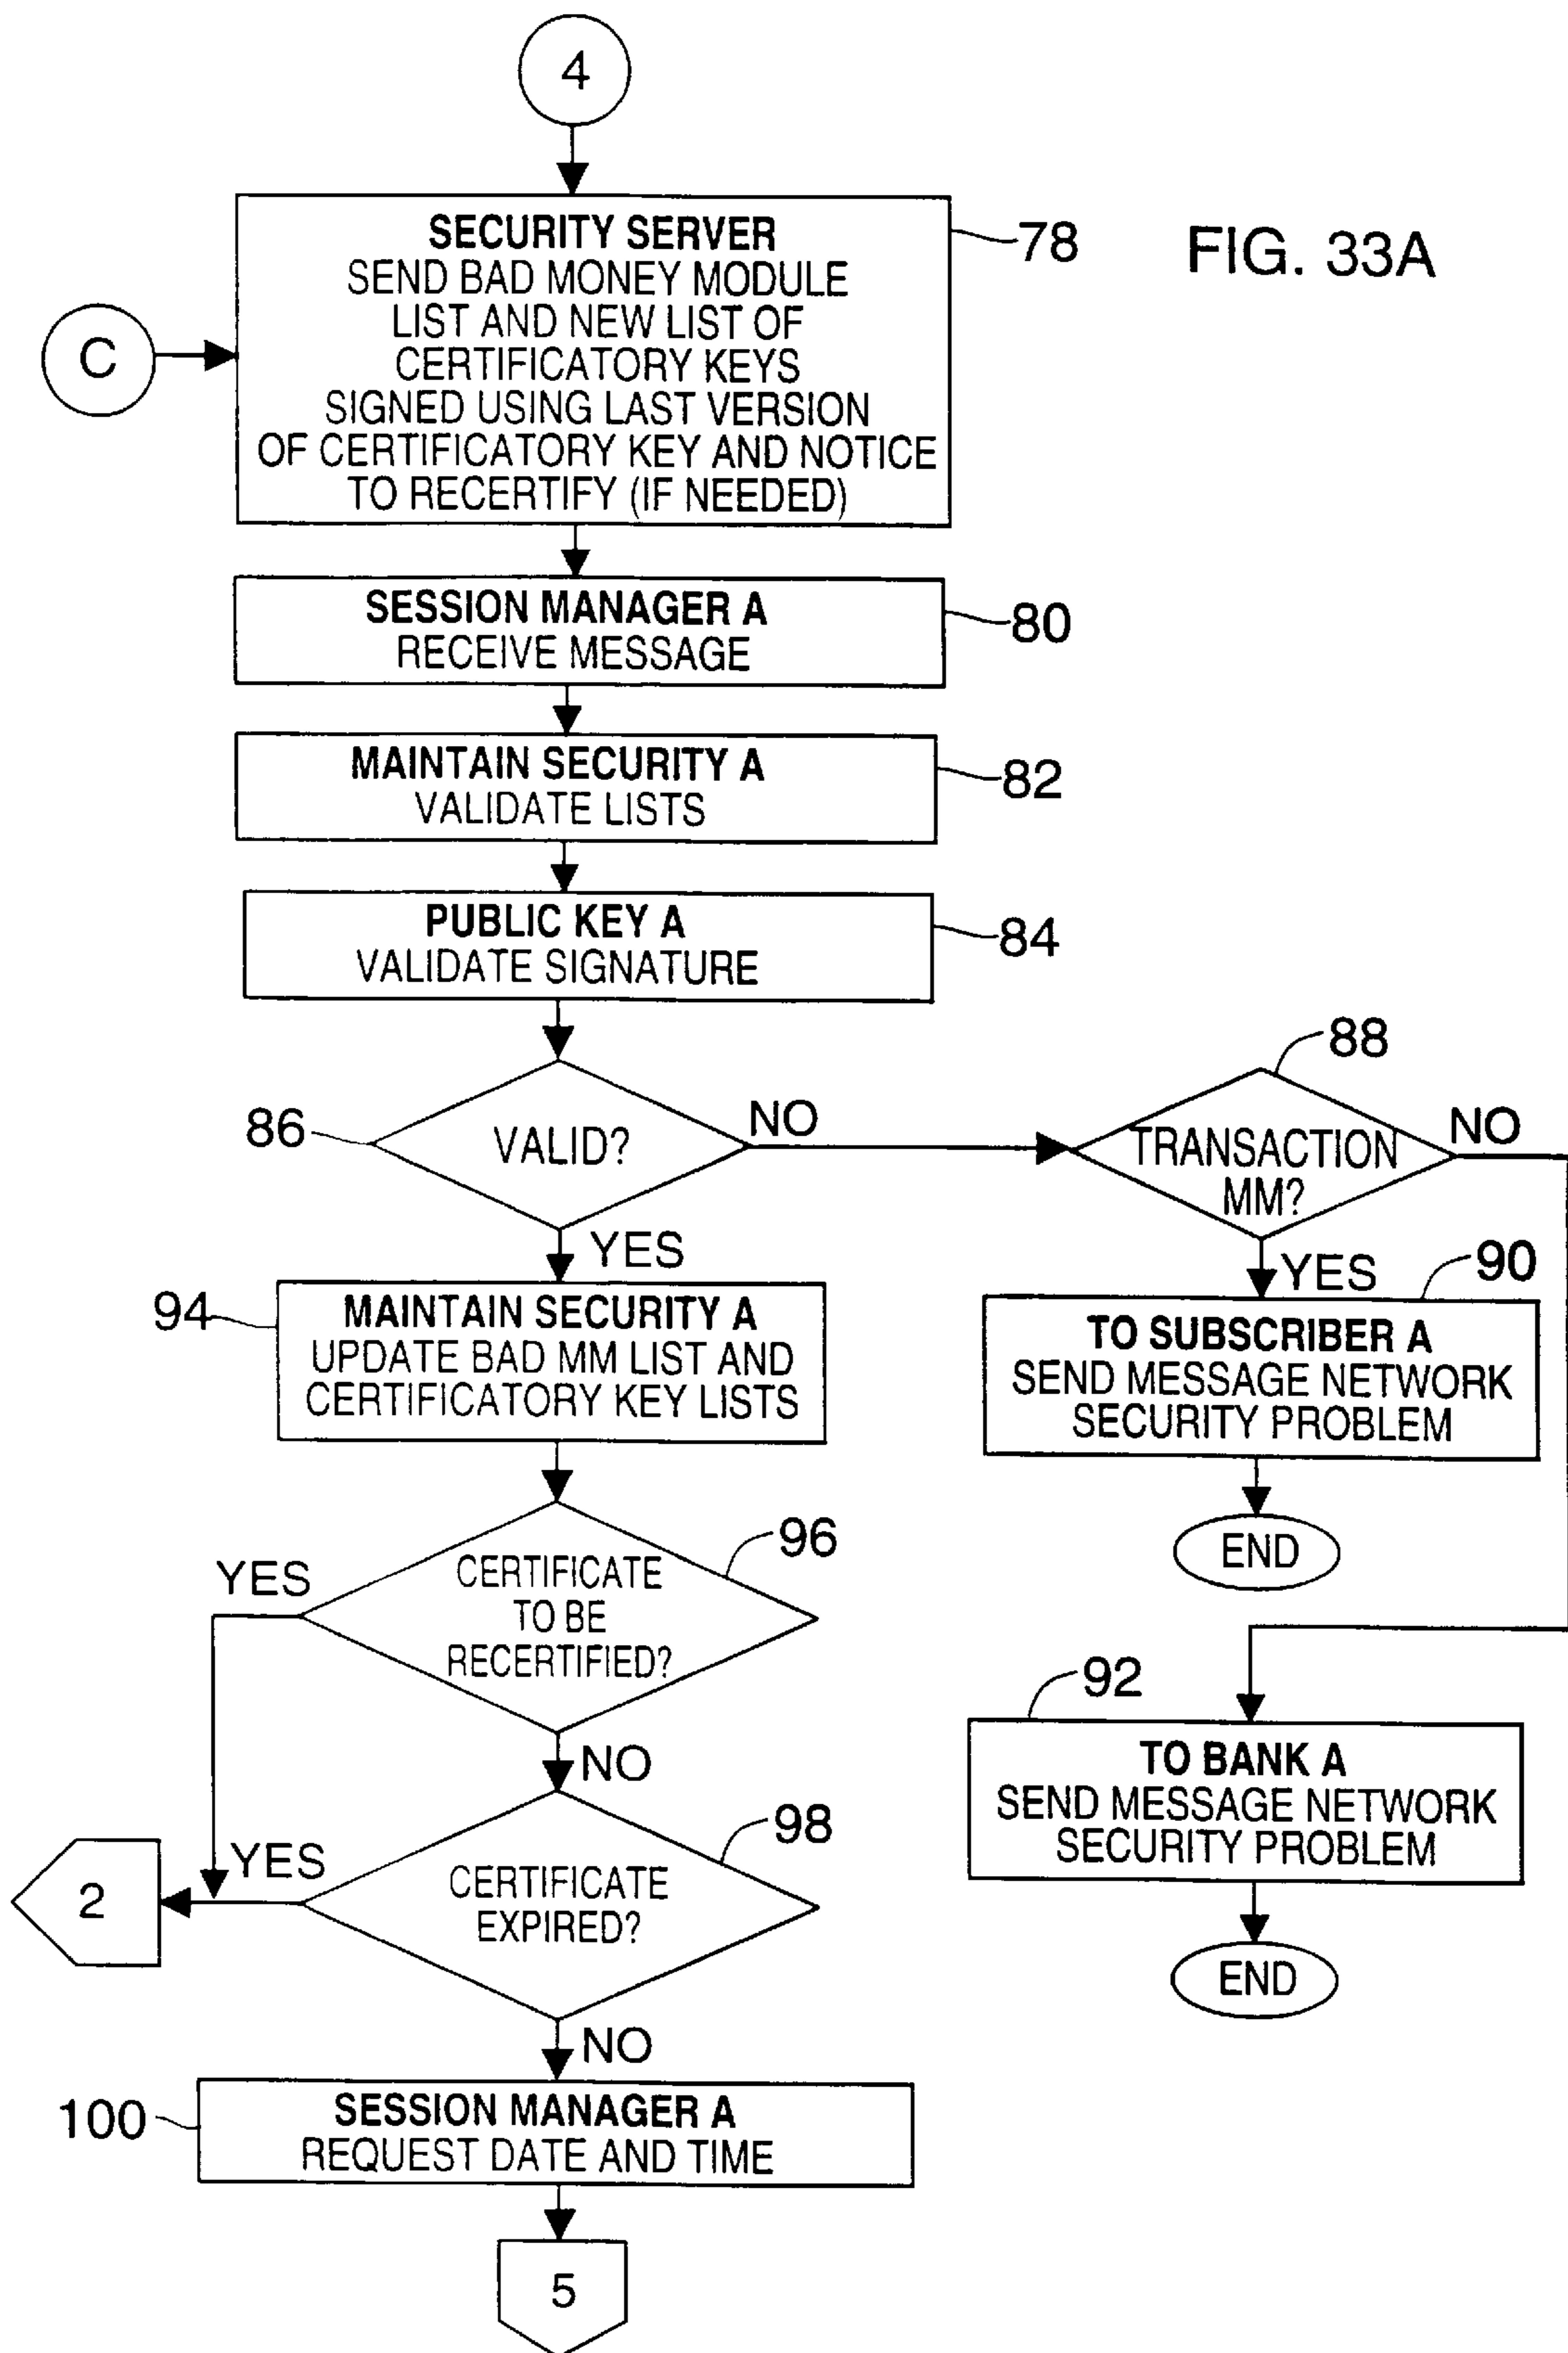 4
FIG. 33A
C
SECURITY SERVER
SEND BAD MONEY MODULE
LIST AND NEW LIST OF
CERTIFICATORY KEYS
SIGNED USING LAST VERSION
OF CERTIFICATORY KEY AND NOTICE
TO RECERTIFY (IF NEEDED)
78
SESSION MANAGER A
RECEIVE MESSAGE
80
MAINTAIN SECURITY A
VALIDATE LISTS
82
PUBLIC KEY A
VALIDATE SIGNATURE
84
86
VALID?
NO
88
TRANSACTION
MM?
NO
YES
YES
90
94
MAINTAIN SECURITY A
UPDATE BAD MM LIST AND
CERTIFICATORY KEY LISTS
TO SUBSCRIBER A
SEND MESSAGE NETWORK
SECURITY PROBLEM
END
96
YES
CERTIFICATE
TO BE
RECERTIFIED?
NO
92
TO BANK A
SEND MESSAGE NETWORK
SECURITY PROBLEM
END
98
YES
2
CERTIFICATE
EXPIRED?
NO
100
SESSION MANAGER A
REQUEST DATE AND TIME
5